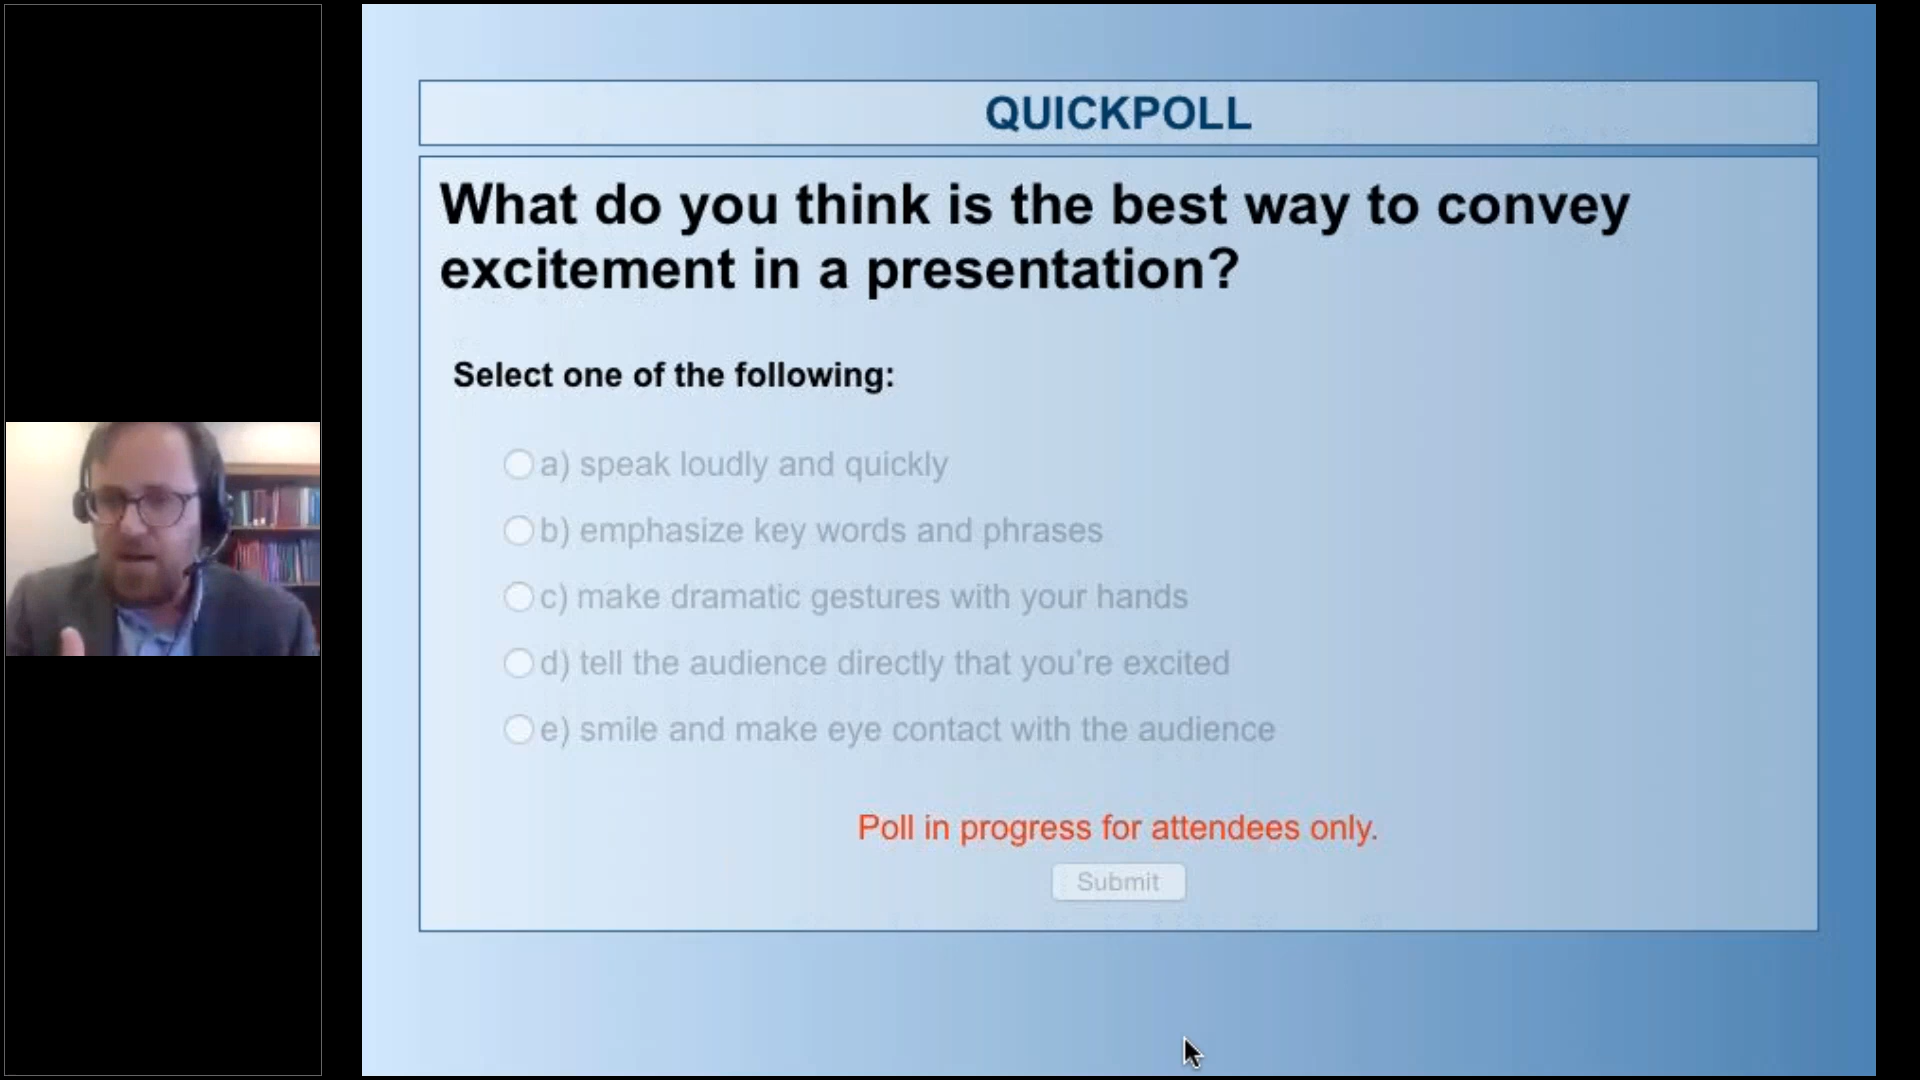 QUICKPOLL
What do you think is the best way to convey
excitement in a presentation?
Select one of the following:
a) speak loudly and quickly
b) emphasize key words and phrases
c) make dramatic gestures with your hands
d) tell the audience directly that you're excited
e) smile and make eye contact with the audience
Poll in progress for attendees only.
Submit